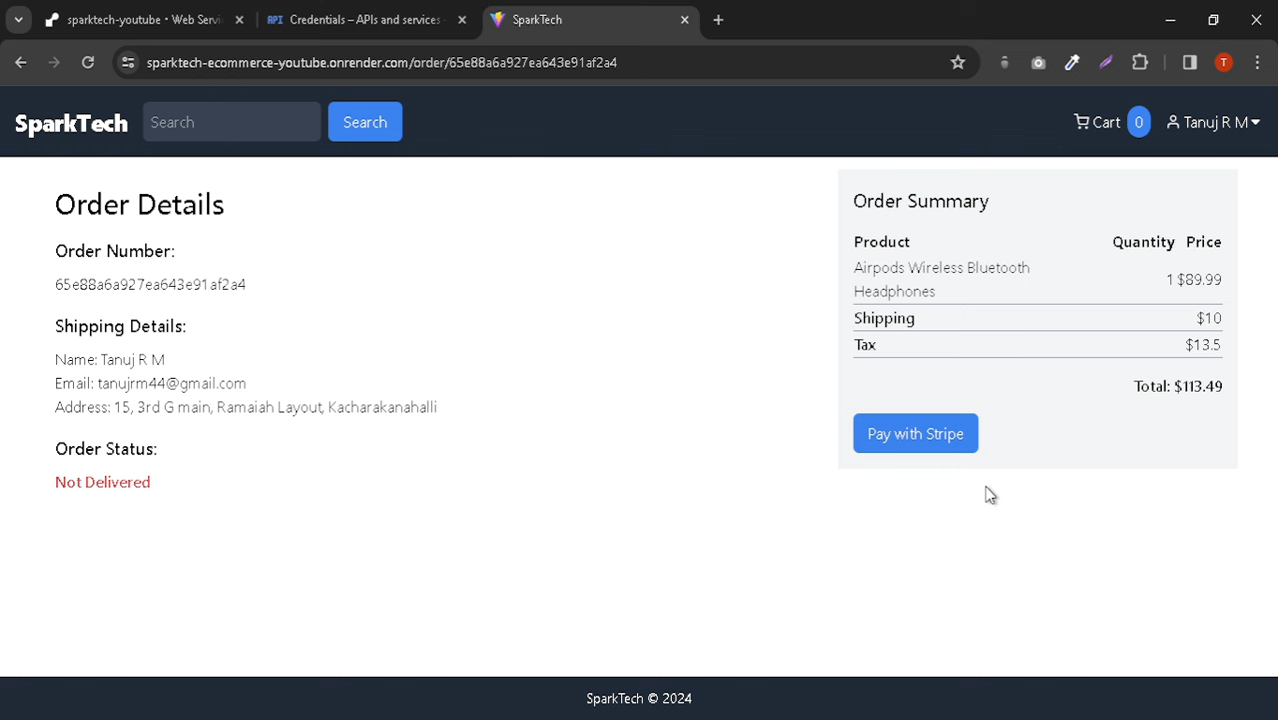 sparktech-youtube • Web Servi
API Credentials – APIs and services
SparkTech
sparktech-ecommerce-youtube.onrender.com/order/65e88a6a927ea643e91af2a4
T
SparkTech
Search
Search
Cart 0
Tanuj R M
Order Details
Order Number:
65e88a6a927ea643e91af2a4
Shipping Details:
Name: Tanuj R M
Email: tanujrm44@gmail.com
Address: 15, 3rd G main, Ramaiah Layout, Kacharakanahalli
Order Status:
Not Delivered
Order Summary
Product Quantity Price
Airpods Wireless Bluetooth
Headphones
1 $89.99
Shipping $10
Tax $13.5
Total: $113.49
Pay with Stripe
SparkTech © 2024